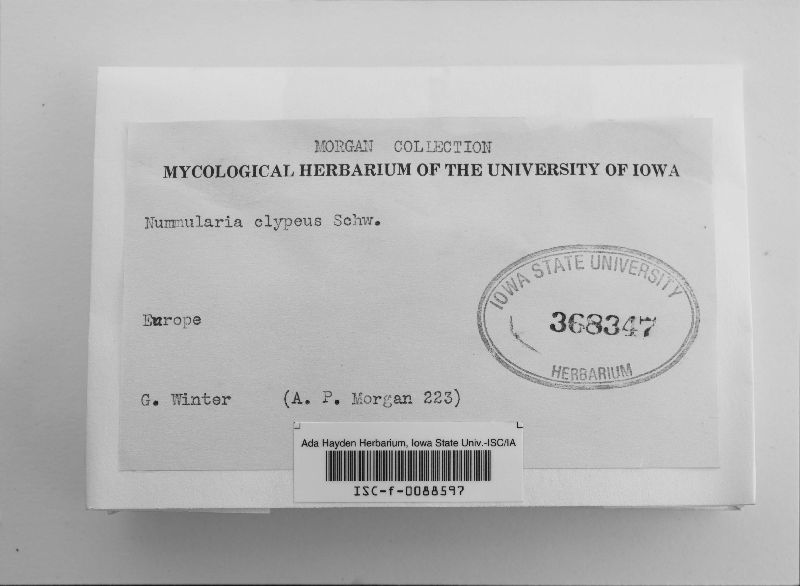 MORGAN COLLECTION
MYCOLOGICAL HERBARIUM OF THE UNIVERSITY OF IOWA
Nummularia clypeus Schw.
IOWA STATE UNIVERSITY
368347
HERBARIUM
Europe
G. Winter (A. P. Morgan 223)
Ada Hayden Herbarium, Iowa State Univ.-ISC/IA
ISC-f-0088597